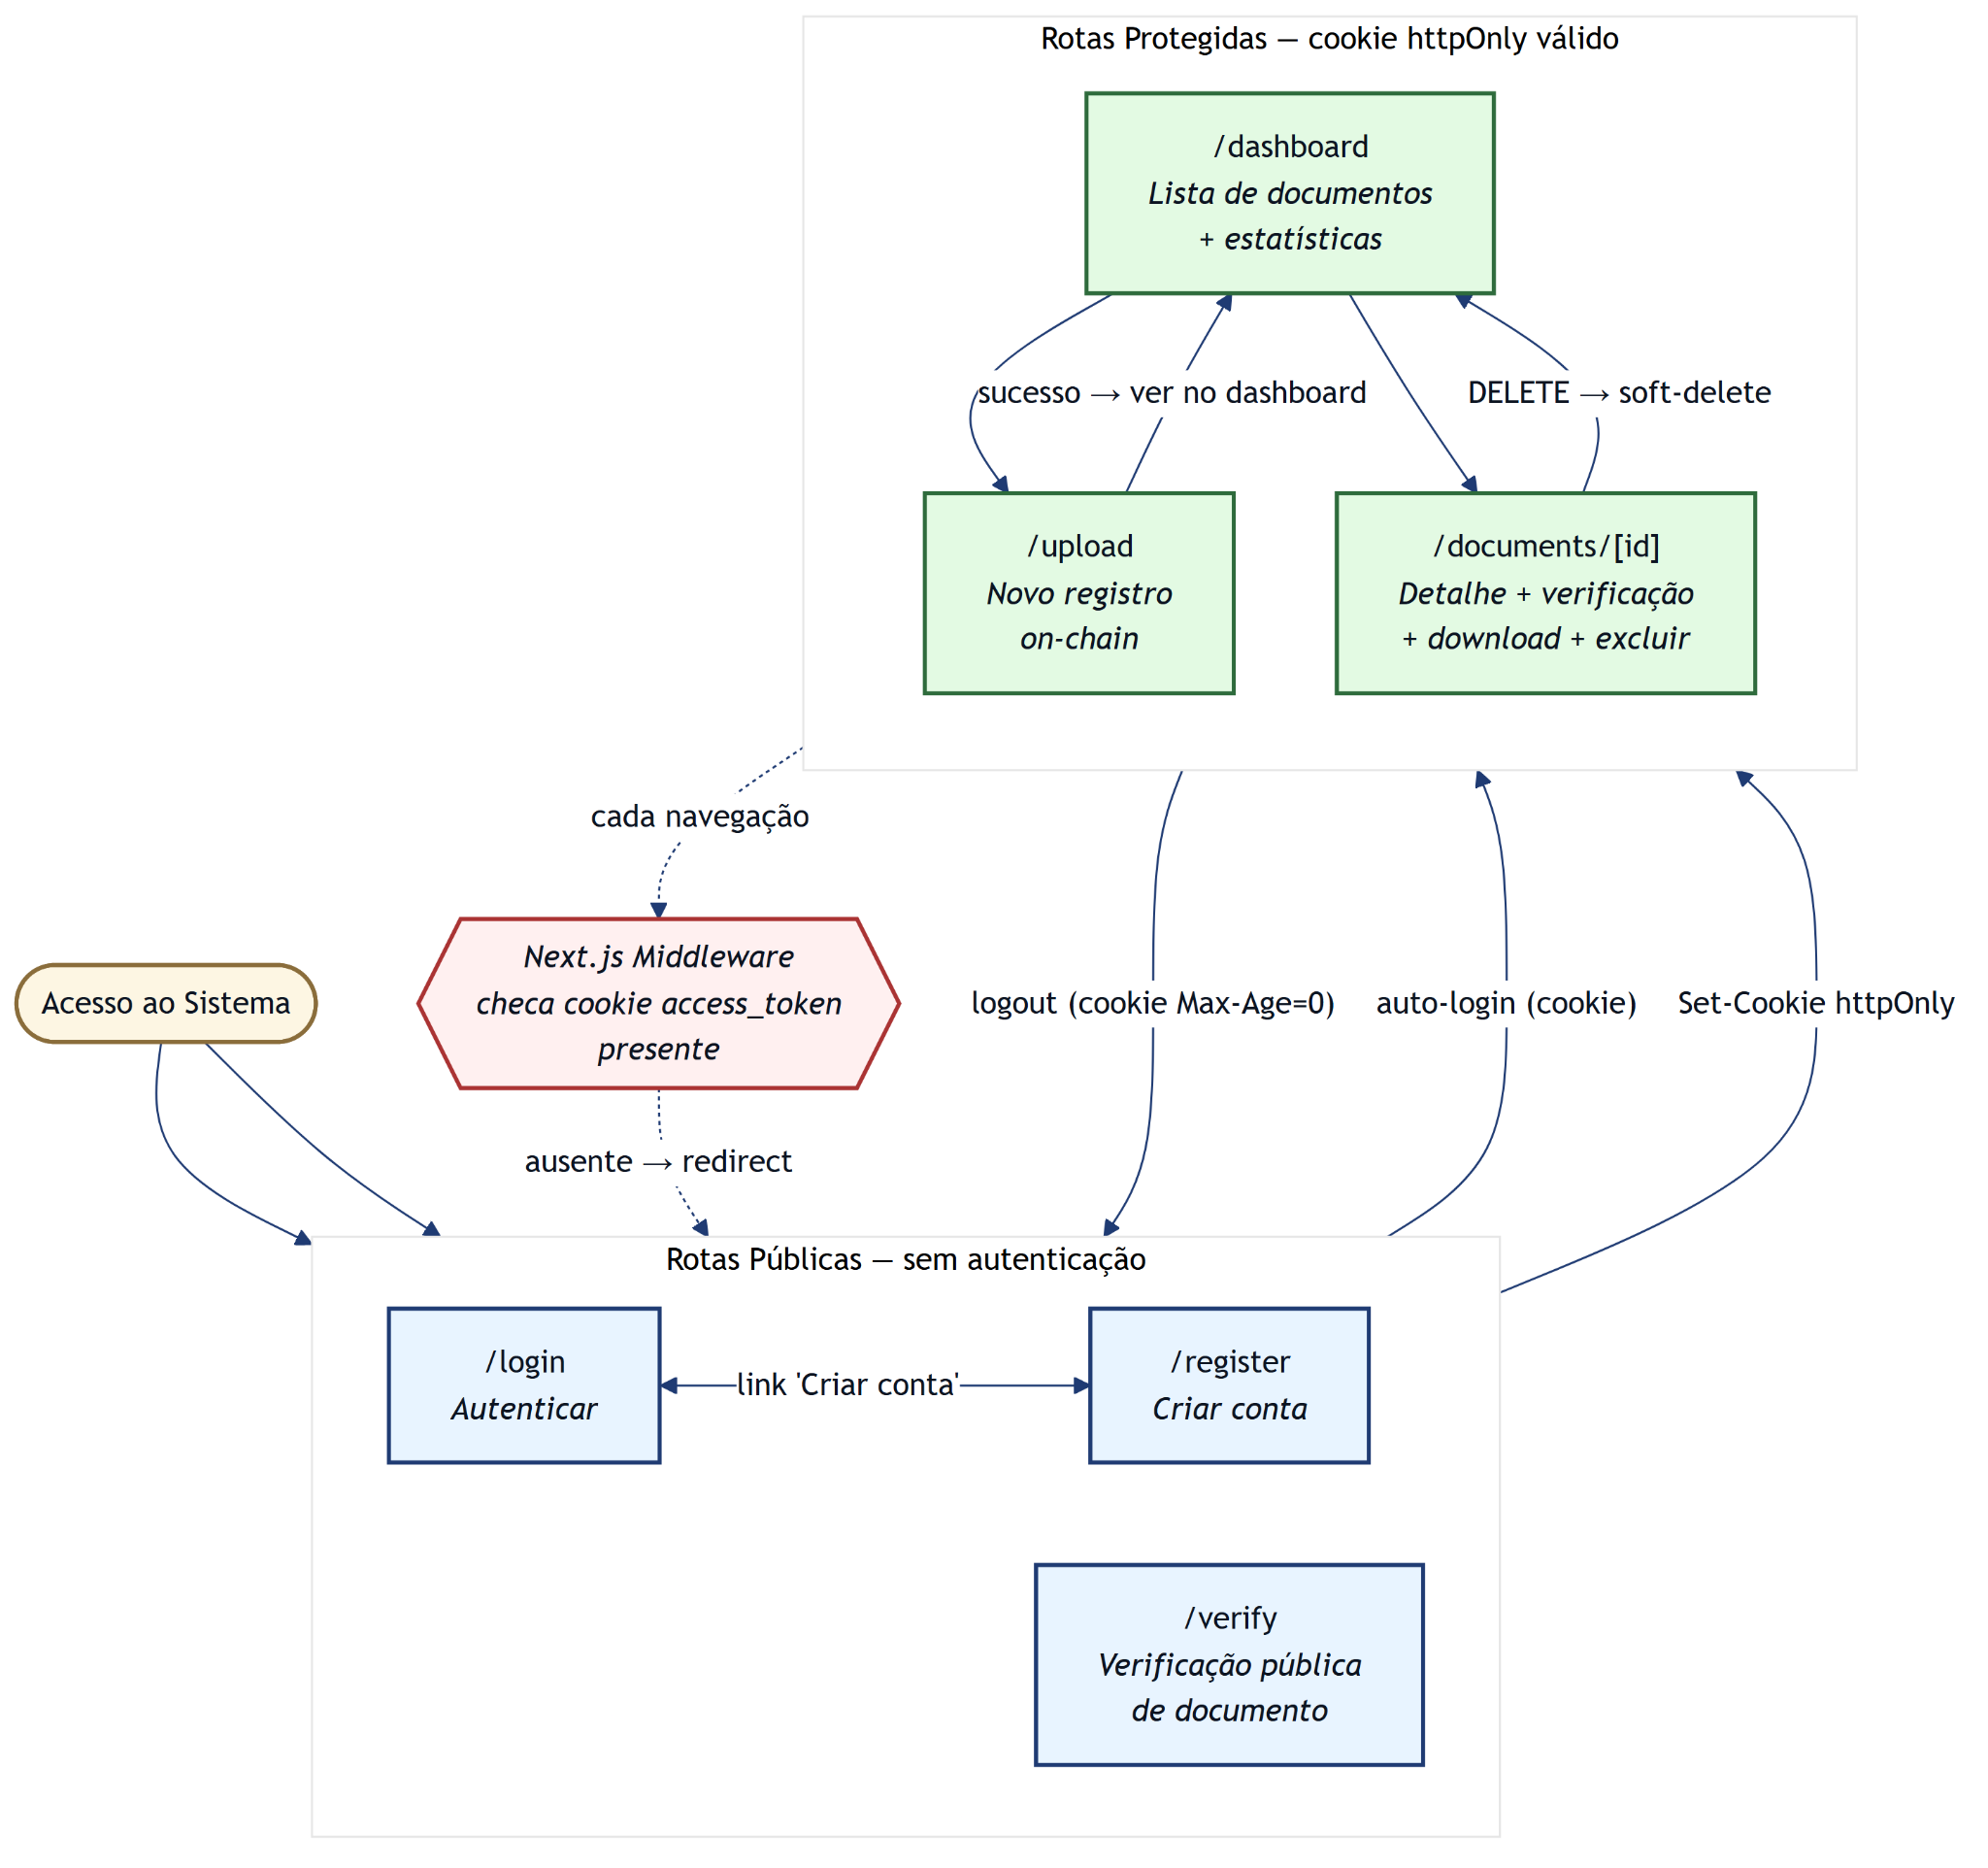 Rotas Protegidas — cookie httpOnly válido
/dashboard
Lista de documentos
+ estatísticas
sucesso → ver no dashboard
DELETE → soft-delete
/upload
Novo registro
on-chain
/documents/[id]
Detalhe + verificação
+ download + excluir
cada navegação
Acesso ao Sistema
Next.js Middleware
checa cookie access_token
presente
logout (cookie Max-Age=0)
auto-login (cookie)
Set-Cookie httpOnly
ausente → redirect
Rotas Públicas — sem autenticação
/login
Autenticar
link 'Criar conta'
/register
Criar conta
/verify
Verificação pública
de documento